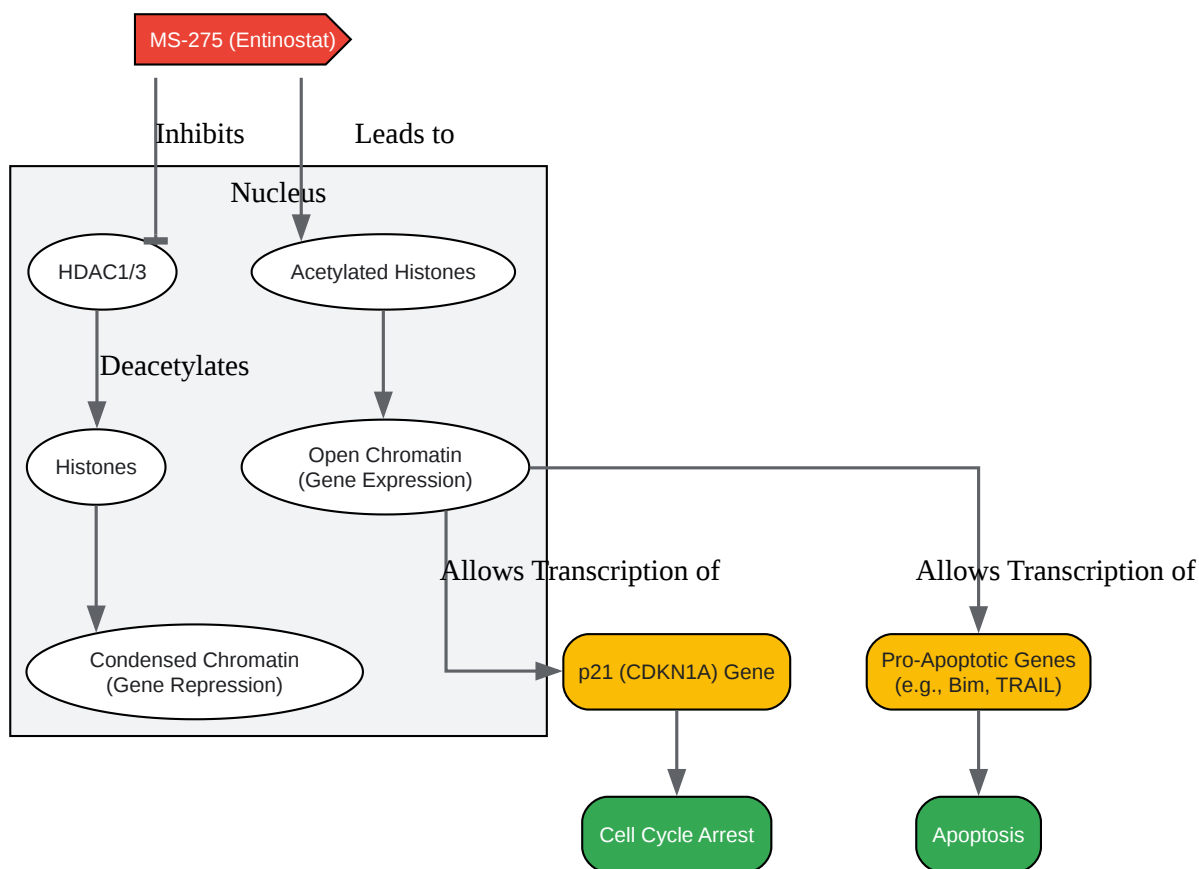 MS-275 (Entinostat)
Inhibits
Leads to
Nucleus
HDAC1/3
Acetylated Histones
Deacetylates
Histones
Open Chromatin
(Gene Expression)
Allows Transcription of
Allows Transcription of
Condensed Chromatin
(Gene Repression)
p21 (CDKN1A) Gene
Pro-Apoptotic Genes
(e.g., Bim, TRAIL)
Cell Cycle Arrest
Apoptosis